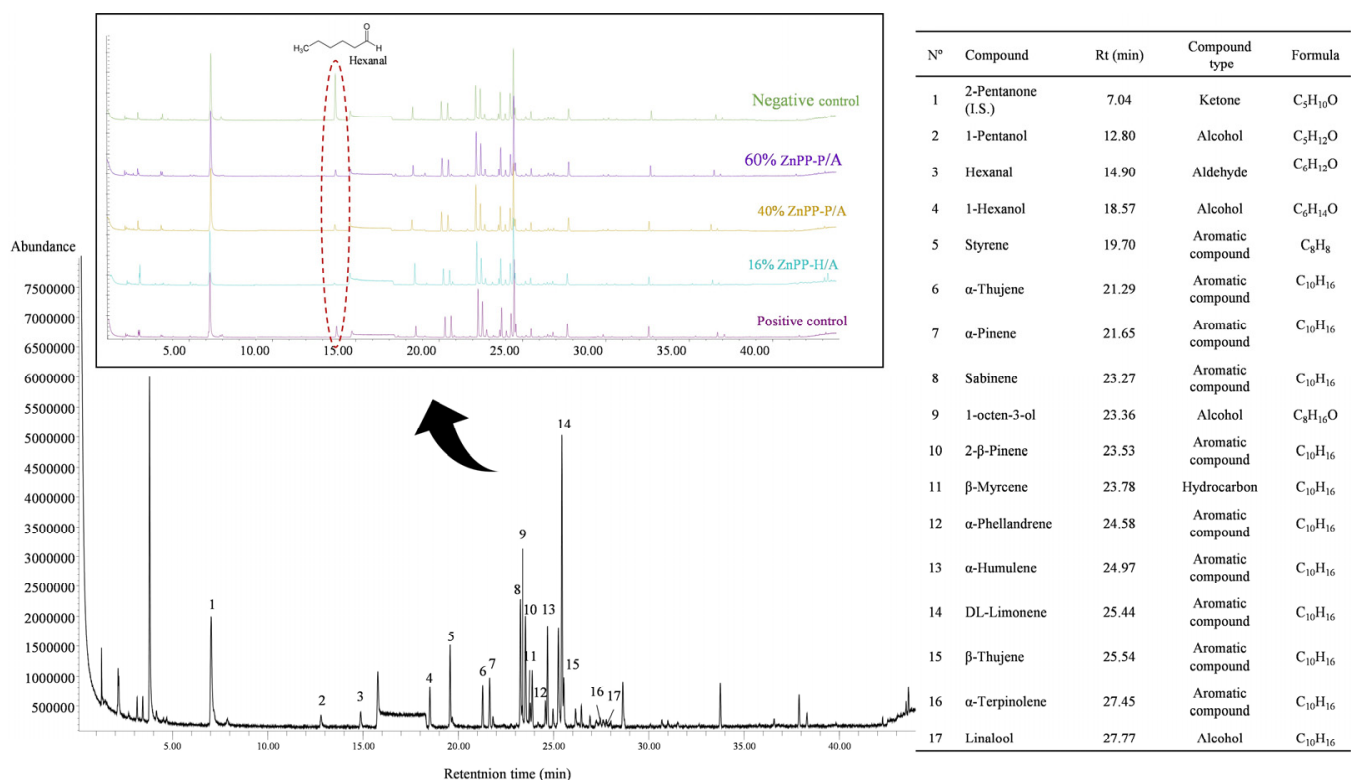 O
H₃C
H
Hexanal
Negative control
60% ZnPP-P/A
40% ZnPP-P/A
16% ZnPP-H/A
Positive control
5.00 10.00 15.00 20.00 25.00 30.00 35.00 40.00
Abundance
7500000
7000000
6500000
6000000
5500000
5000000
4500000
4000000
3500000
3000000
2500000
2000000
1500000
1000000
500000
1 2 3 4 5 6 7 8 9 10 11 12 13 14 15 16 17
5.00 10.00 15.00 20.00 25.00 30.00 35.00 40.00
Retentnion time (min)
Nº Compound Rt (min) Compound type Formula
1 2-Pentanone (I.S.) 7.04 Ketone C₅H₁₀O
2 1-Pentanol 12.80 Alcohol C₅H₁₂O
3 Hexanal 14.90 Aldehyde C₆H₁₂O
4 1-Hexanol 18.57 Alcohol C₆H₁₄O
5 Styrene 19.70 Aromatic compound C₈H₈
6 α-Thujene 21.29 Aromatic compound C₁₀H₁₆
7 α-Pinene 21.65 Aromatic compound C₁₀H₁₆
8 Sabinene 23.27 Aromatic compound C₁₀H₁₆
9 1-octen-3-ol 23.36 Alcohol C₈H₁₆O
10 2-β-Pinene 23.53 Aromatic compound C₁₀H₁₆
11 β-Myrcene 23.78 Hydrocarbon C₁₀H₁₆
12 α-Phellandrene 24.58 Aromatic compound C₁₀H₁₆
13 α-Humulene 24.97 Aromatic compound C₁₀H₁₆
14 DL-Limonene 25.44 Aromatic compound C₁₀H₁₆
15 β-Thujene 25.54 Aromatic compound C₁₀H₁₆
16 α-Terpinolene 27.45 Aromatic compound C₁₀H₁₆
17 Linalool 27.77 Alcohol C₁₀H₁₆